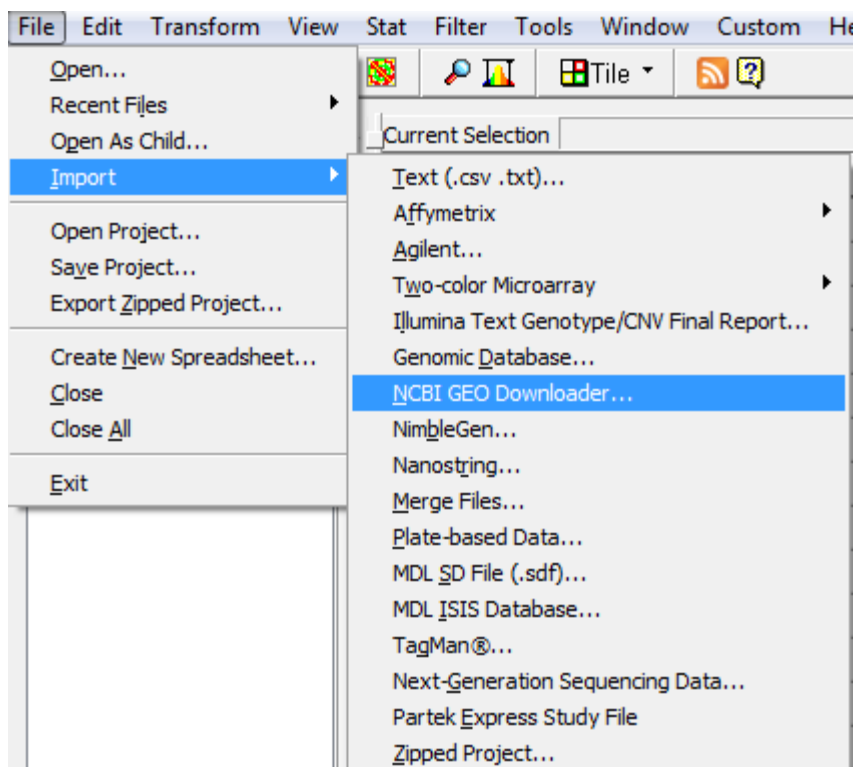 File Edit Transform View Stat Filter Tools Window Custom He
Open...
Recent Files
Open As Child...
Import
Open Project...
Save Project...
Export Zipped Project...
Create New Spreadsheet...
Close
Close All
Exit
Tile
Current Selection
Text (.csv .txt)...
Affymetrix
Agilent...
Two-color Microarray
Illumina Text Genotype/CNV Final Report...
Genomic Database...
NCBI GEO Downloader...
NimbleGen...
Nanostring...
Merge Files...
Plate-based Data...
MDL SD File (.sdf)...
MDL ISIS Database...
TaqMan®...
Next-Generation Sequencing Data...
Partek Express Study File
Zipped Project...